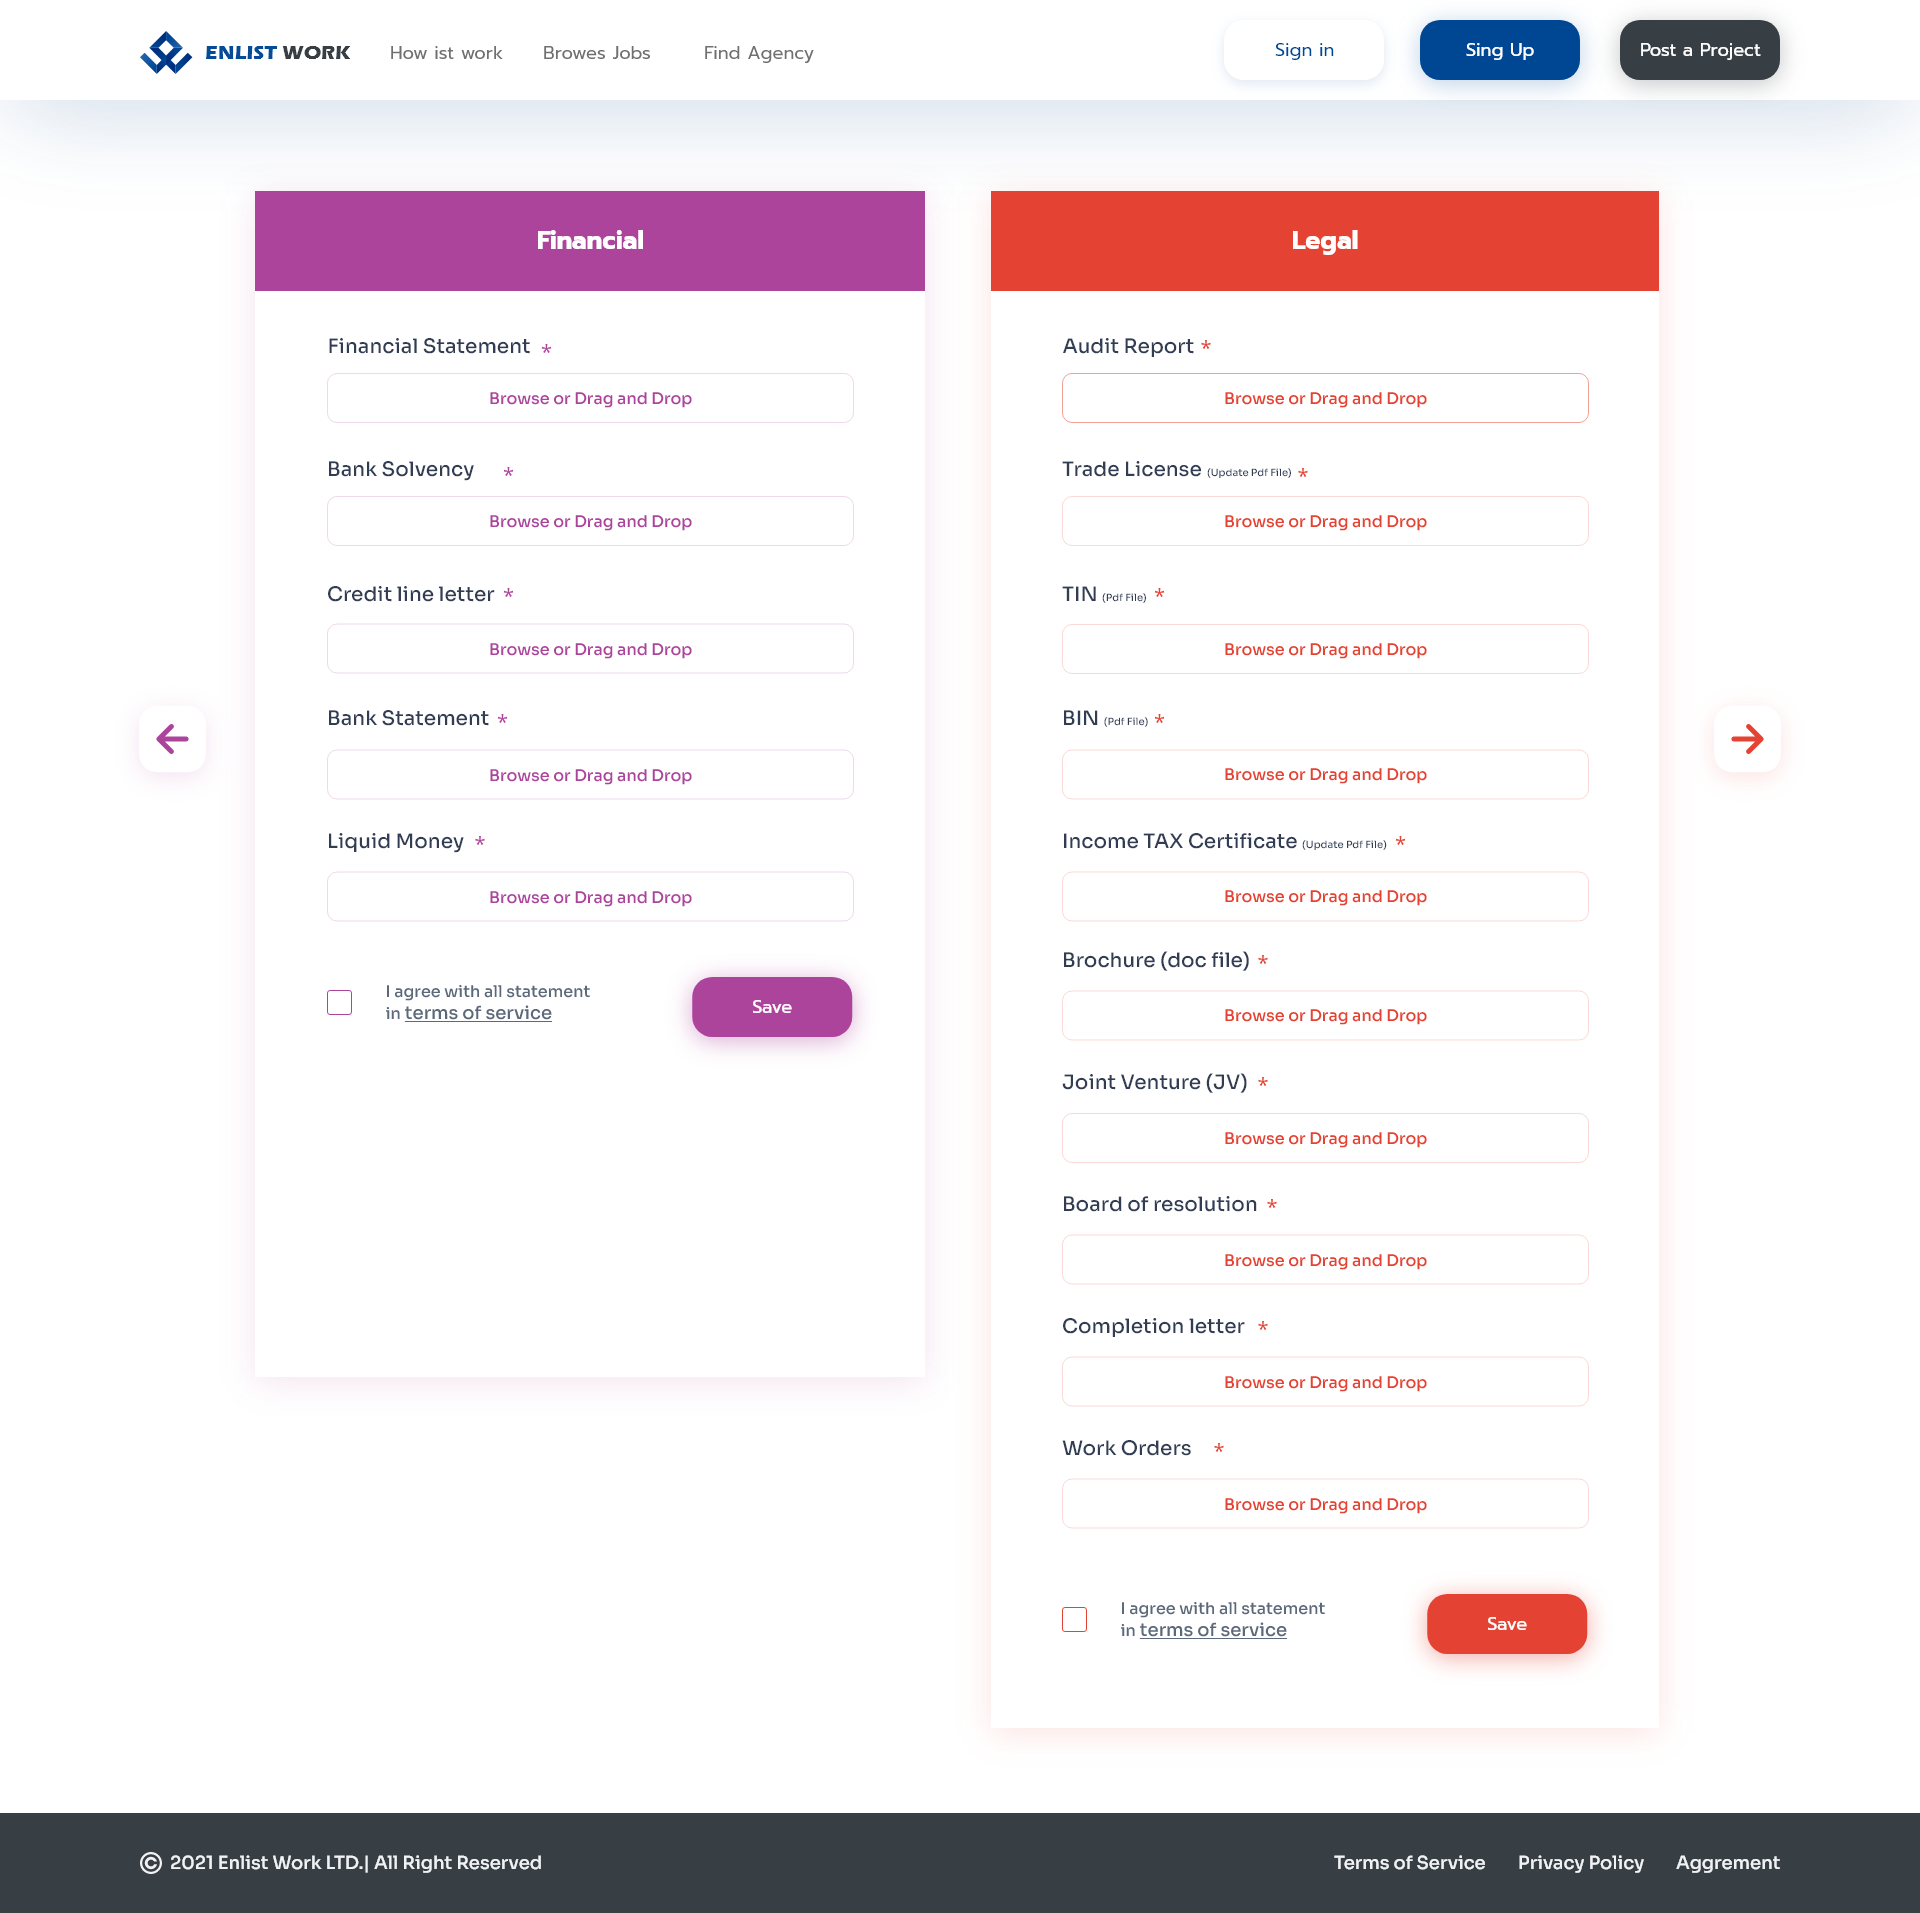 ENLIST WORK
How ist work
Browes Jobs
Find Agency
Sign in
Sing Up
Post a Project
Financial
Financial Statement *
Browse or Drag and Drop
Bank Solvency *
Browse or Drag and Drop
Credit line letter *
Browse or Drag and Drop
Bank Statement *
Browse or Drag and Drop
Liquid Money *
Browse or Drag and Drop
I agree with all statement
in terms of service
Save
Legal
Audit Report *
Browse or Drag and Drop
Trade License (Update Pdf File) *
Browse or Drag and Drop
TIN (Pdf File) *
Browse or Drag and Drop
BIN (Pdf File) *
Browse or Drag and Drop
Income TAX Certificate (Update Pdf File) *
Browse or Drag and Drop
Brochure (doc file) *
Browse or Drag and Drop
Joint Venture (JV) *
Browse or Drag and Drop
Board of resolution *
Browse or Drag and Drop
Completion letter *
Browse or Drag and Drop
Work Orders *
Browse or Drag and Drop
I agree with all statement
in terms of service
Save
© 2021 Enlist Work LTD.| All Right Reserved
Terms of Service
Privacy Policy
Aggrement